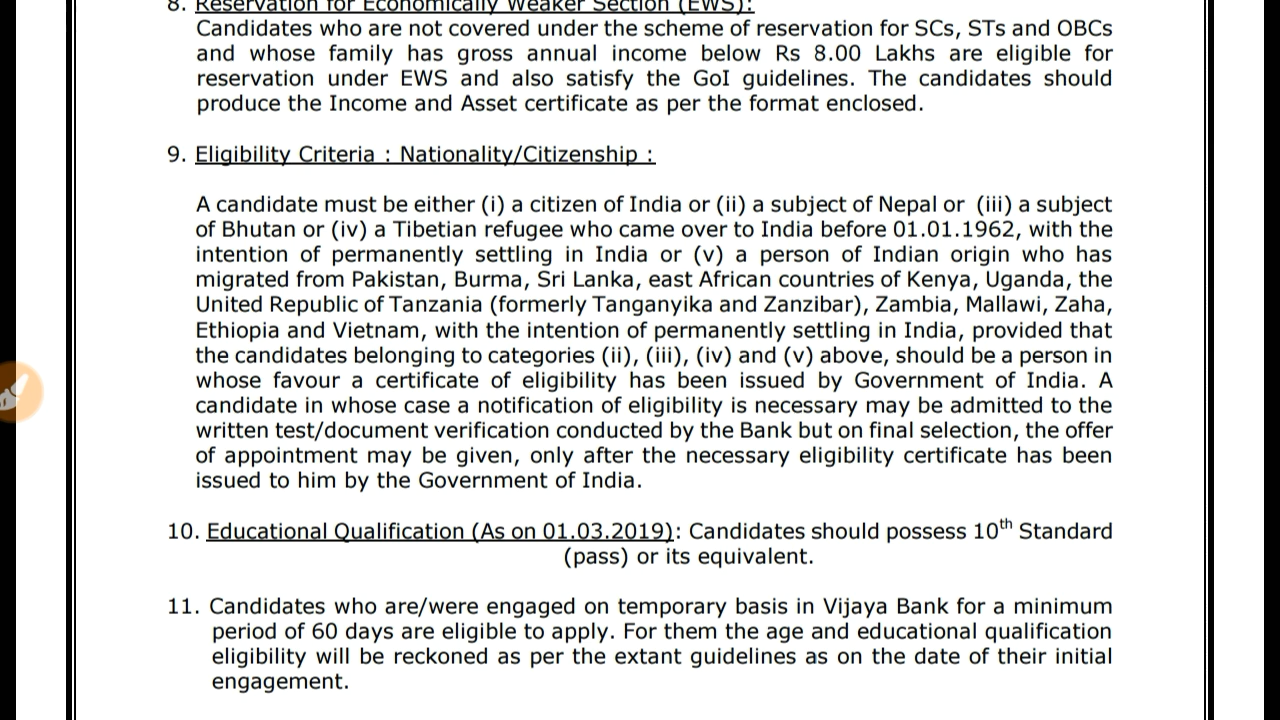 8. Reservation for Economically Weaker Section (EWS):
Candidates who are not covered under the scheme of reservation for SCs, STs and OBCs
and whose family has gross annual income below Rs 8.00 Lakhs are eligible for
reservation under EWS and also satisfy the GoI guidelines. The candidates should
produce the Income and Asset certificate as per the format enclosed.
9. Eligibility Criteria : Nationality/Citizenship :
A candidate must be either (i) a citizen of India or (ii) a subject of Nepal or (iii) a subject
of Bhutan or (iv) a Tibetian refugee who came over to India before 01.01.1962, with the
intention of permanently settling in India or (v) a person of Indian origin who has
migrated from Pakistan, Burma, Sri Lanka, east African countries of Kenya, Uganda, the
United Republic of Tanzania (formerly Tanganyika and Zanzibar), Zambia, Mallawi, Zaha,
Ethiopia and Vietnam, with the intention of permanently settling in India, provided that
the candidates belonging to categories (ii), (iii), (iv) and (v) above, should be a person in
whose favour a certificate of eligibility has been issued by Government of India. A
candidate in whose case a notification of eligibility is necessary may be admitted to the
written test/document verification conducted by the Bank but on final selection, the offer
of appointment may be given, only after the necessary eligibility certificate has been
issued to him by the Government of India.
10. Educational Qualification (As on 01.03.2019): Candidates should possess 10th Standard
(pass) or its equivalent.
11. Candidates who are/were engaged on temporary basis in Vijaya Bank for a minimum
period of 60 days are eligible to apply. For them the age and educational qualification
eligibility will be reckoned as per the extant guidelines as on the date of their initial
engagement.